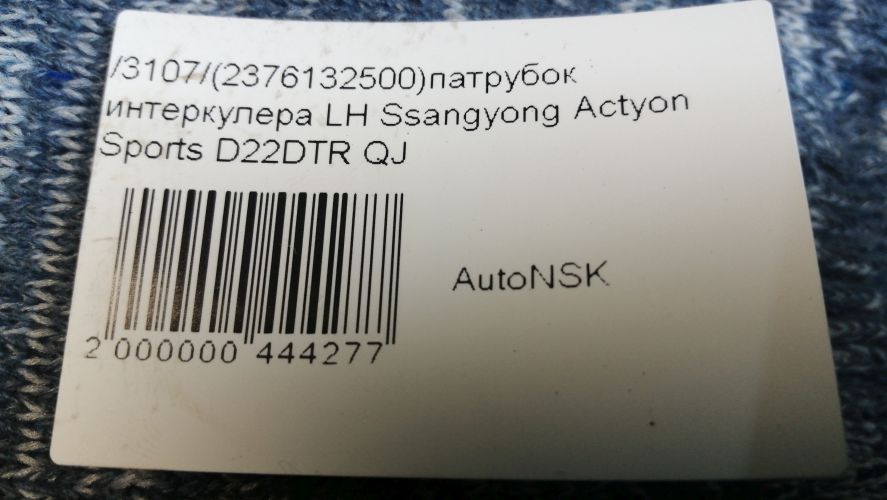 /3107/(2376132500)патрубок
интеркулера LH Ssangyong Actyon
Sports D22DTR QJ
AutoNSK
2 000000 444277